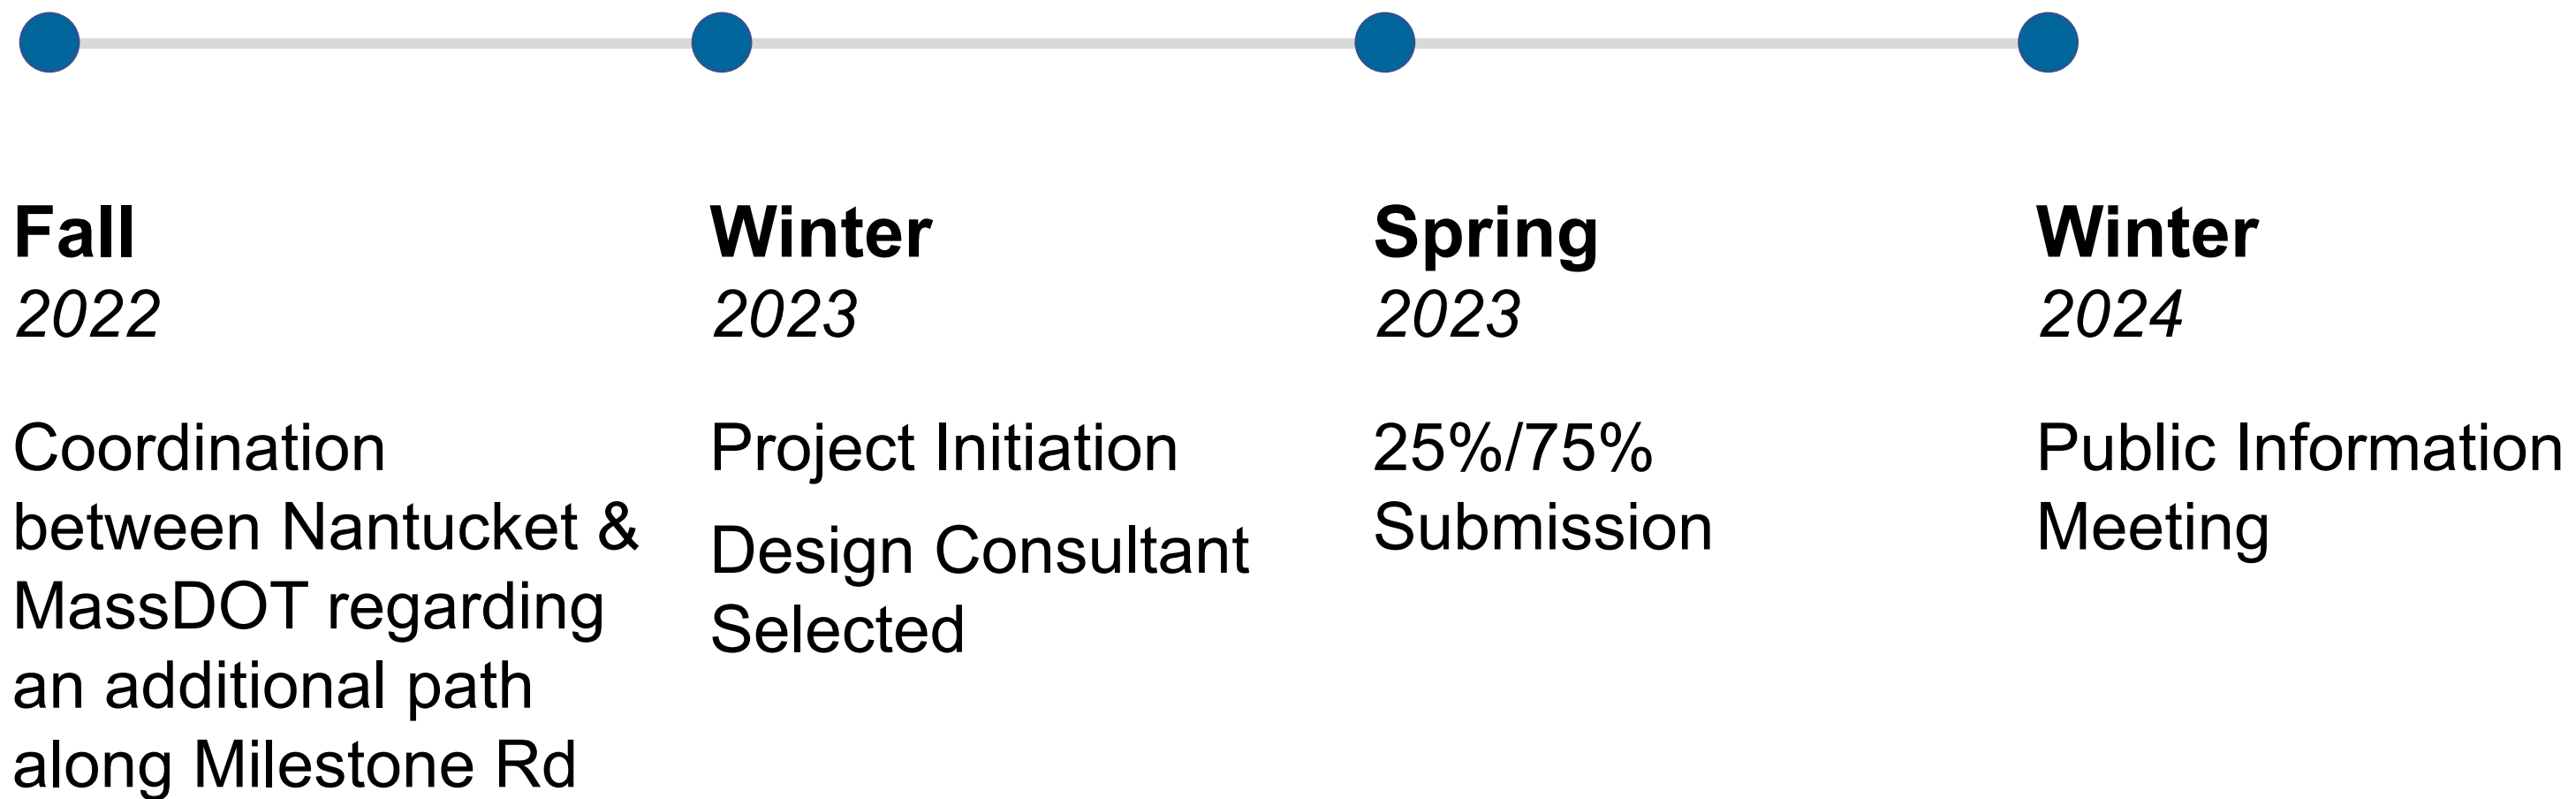 Fall
2022
Coordination
between Nantucket &
MassDOT regarding
an additional path
along Milestone Rd
Winter
2023
Project Initiation
Design Consultant
Selected
Spring
2023
25%/75%
Submission
Winter
2024
Public Information
Meeting